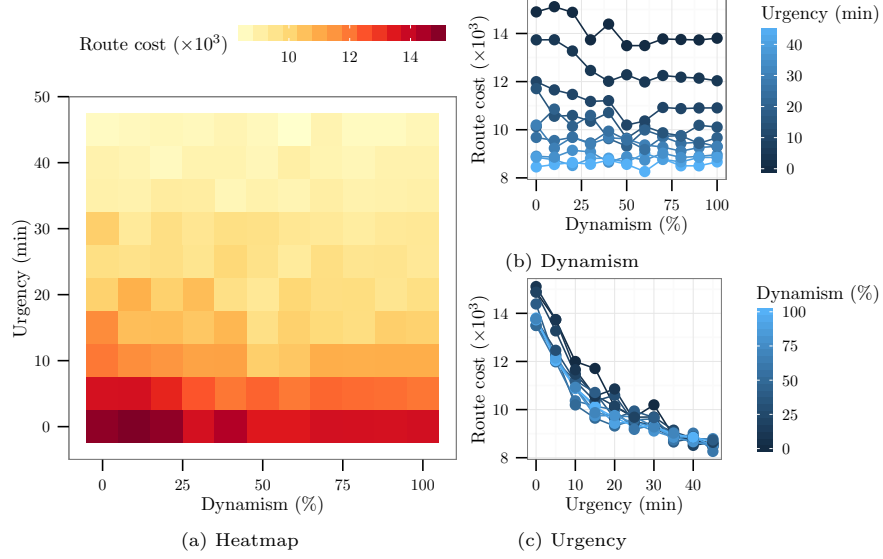 Route cost (×10³)
10 12 14
50
40
30
20
10
0
Urgency (min)
0 25 50 75 100
Dynamism (%)
(a) Heatmap
14
12
10
8
Route cost (×10³)
0 25 50 75 100
Dynamism (%)
(b) Dynamism
Urgency (min)
40
30
20
10
0
14
12
10
8
Route cost (×10³)
0 10 20 30 40
Urgency (min)
(c) Urgency
Dynamism (%)
100
75
50
25
0